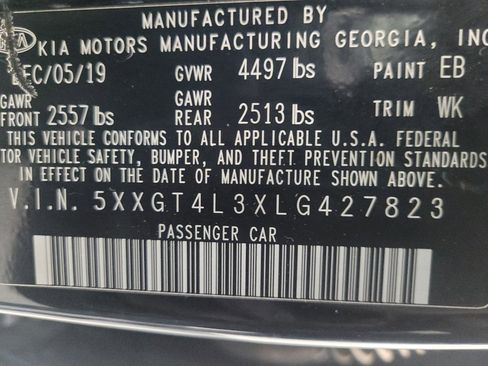 MANUFACTURED BY
KIA KIA MOTORS MANUFACTURING GEORGIA, INC
EC/05/19 GVWR 4497 lbs PAINT EB
GAWR FRONT 2557 lbs GAWR REAR 2513 lbs TRIM WK
THIS VEHICLE CONFORMS TO ALL APPLICABLE U.S.A. FEDERAL
TOR VEHICLE SAFETY, BUMPER, AND THEFT PREVENTION STANDARDS
IN EFFECT ON THE DATE OF MANUFACTURE SHOWN ABOVE.
V.I.N. 5XXGT4L3XLG427823
PASSENGER CAR